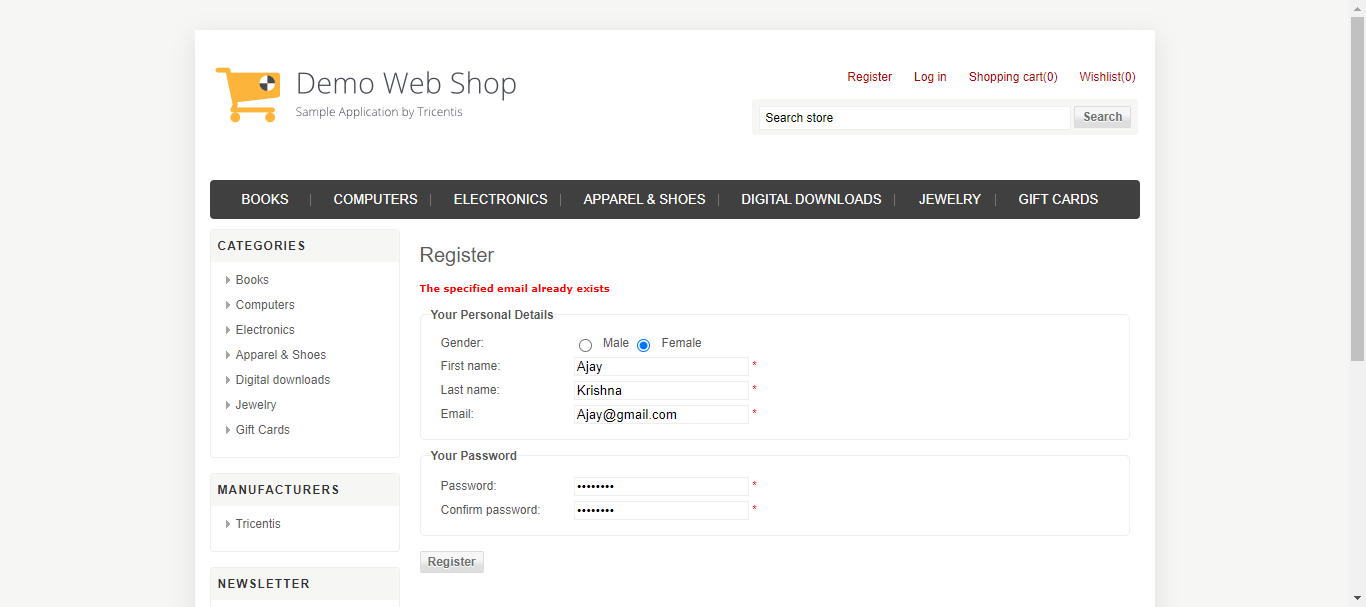 Demo Web Shop
Sample Application by Tricentis
Register Log in Shopping cart(0) Wishlist(0)
Search store Search
BOOKS COMPUTERS ELECTRONICS APPAREL & SHOES DIGITAL DOWNLOADS JEWELRY GIFT CARDS
CATEGORIES
Books
Computers
Electronics
Apparel & Shoes
Digital downloads
Jewelry
Gift Cards
MANUFACTURERS
Tricentis
NEWSLETTER
Register
The specified email already exists
Your Personal Details
Gender: Male Female
First name: Ajay *
Last name: Krishna *
Email: Ajay@gmail.com *
Your Password
Password: •••••••• *
Confirm password: •••••••• *
Register